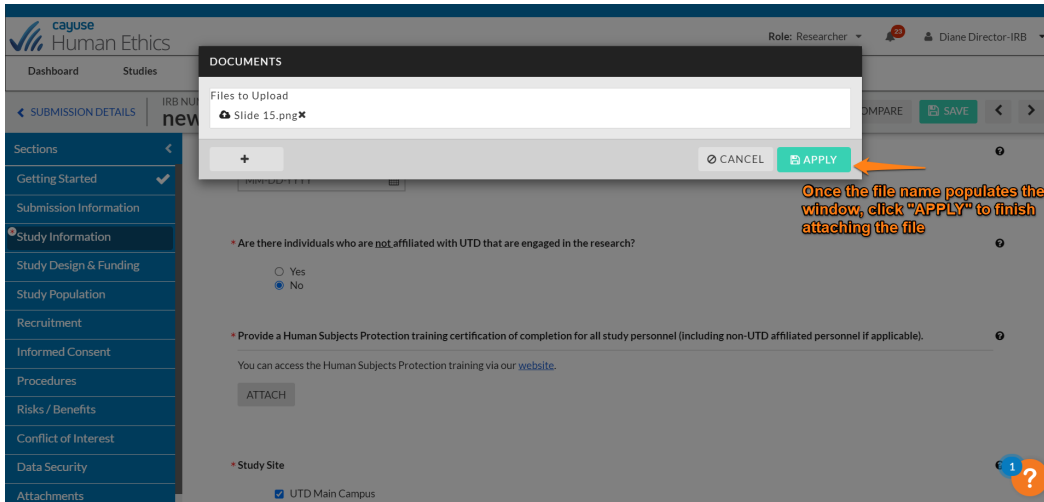 cayuse
Human Ethics
Role: Researcher
23
Diane Director-IRB
Dashboard Studies
DOCUMENTS
Files to Upload
Slide 15.png
+
CANCEL
APPLY
SUBMISSION DETAILS
IRB NU
new
OMPARE
SAVE
Sections
Getting Started
Submission Information
Study Information
Study Design & Funding
Study Population
Recruitment
Informed Consent
Procedures
Risks / Benefits
Conflict of Interest
Data Security
Attachments
MM-DD-YYYY
Once the file name populates the
window, click "APPLY" to finish
attaching the file
* Are there individuals who are not affiliated with UTD that are engaged in the research?
Yes
No
* Provide a Human Subjects Protection training certification of completion for all study personnel (including non-UTD affiliated personnel if applicable).
You can access the Human Subjects Protection training via our website.
ATTACH
* Study Site
UTD Main Campus
1
?